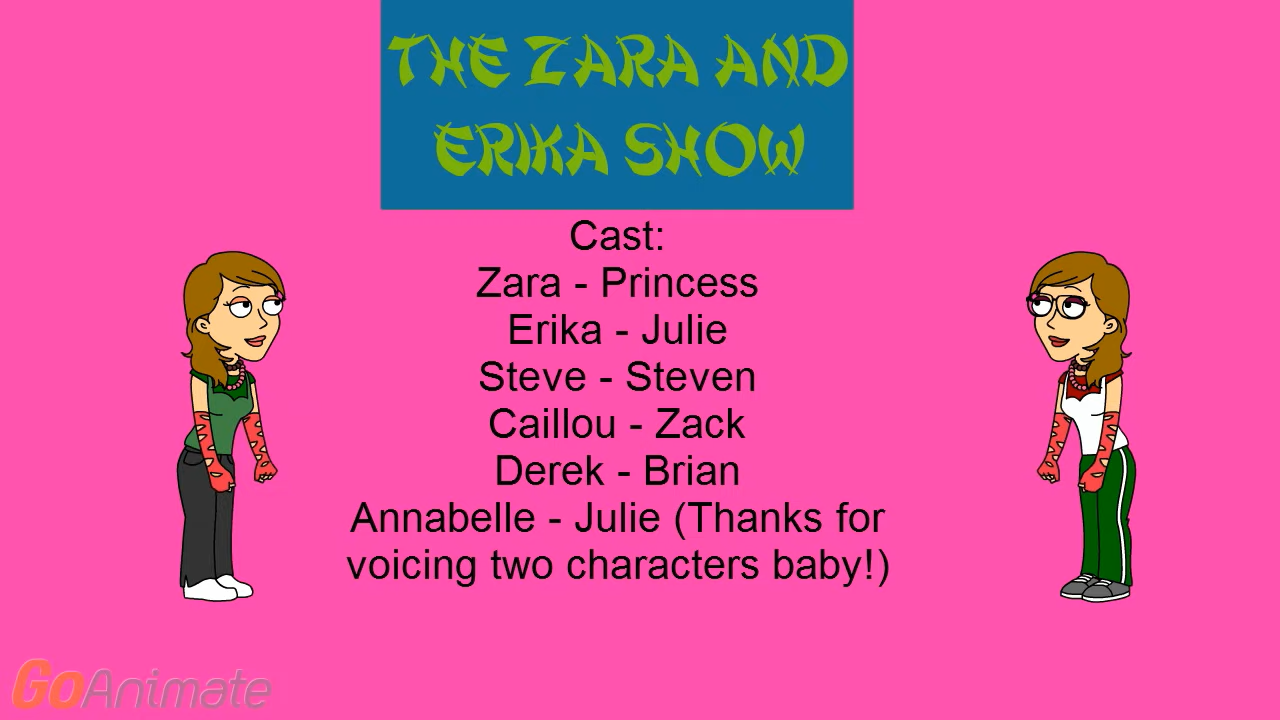 THE ZARA AND
ERIKA SHOW
Cast:
Zara - Princess
Erika - Julie
Steve - Steven
Caillou - Zack
Derek - Brian
Annabelle - Julie (Thanks for
voicing two characters baby!)
GoAnimate